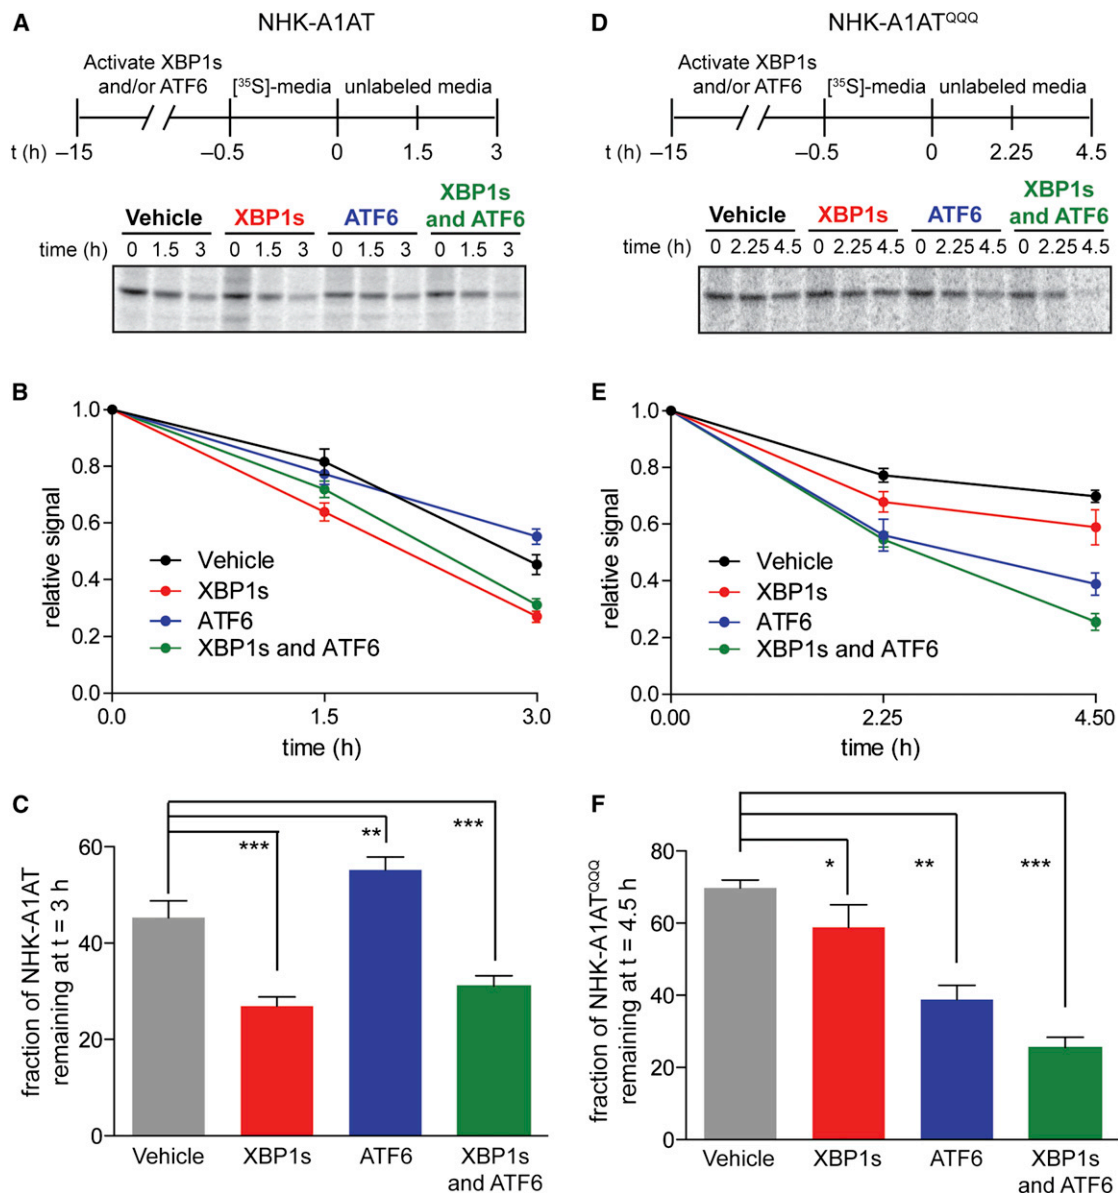 A
NHK-A1AT
Activate XBP1s
and/or ATF6
[³⁵S]-media
unlabeled media
t (h)
–15
–0.5
0
1.5
3
Vehicle
XBP1s
ATF6
XBP1s
and ATF6
time (h)
0 1.5 3 0 1.5 3 0 1.5 3 0 1.5 3
B
relative signal
1.0
0.8
0.6
0.4
0.2
0.0
Vehicle
XBP1s
ATF6
XBP1s and ATF6
0.0
1.5
3.0
time (h)
C
fraction of NHK-A1AT
remaining at t = 3 h
60
40
20
0
***
**
***
Vehicle
XBP1s
ATF6
XBP1s
and ATF6
D
NHK-A1ATQQQ
Activate XBP1s
and/or ATF6
[³⁵S]-media
unlabeled media
t (h)
–15
–0.5
0
2.25
4.5
Vehicle
XBP1s
ATF6
XBP1s
and ATF6
time (h)
0 2.25 4.5 0 2.25 4.5 0 2.25 4.5 0 2.25 4.5
E
relative signal
1.0
0.8
0.6
0.4
0.2
0.0
Vehicle
XBP1s
ATF6
XBP1s and ATF6
0.00
2.25
4.50
time (h)
F
fraction of NHK-A1ATQQQ
remaining at t = 4.5 h
80
60
40
20
0
*
**
***
Vehicle
XBP1s
ATF6
XBP1s
and ATF6